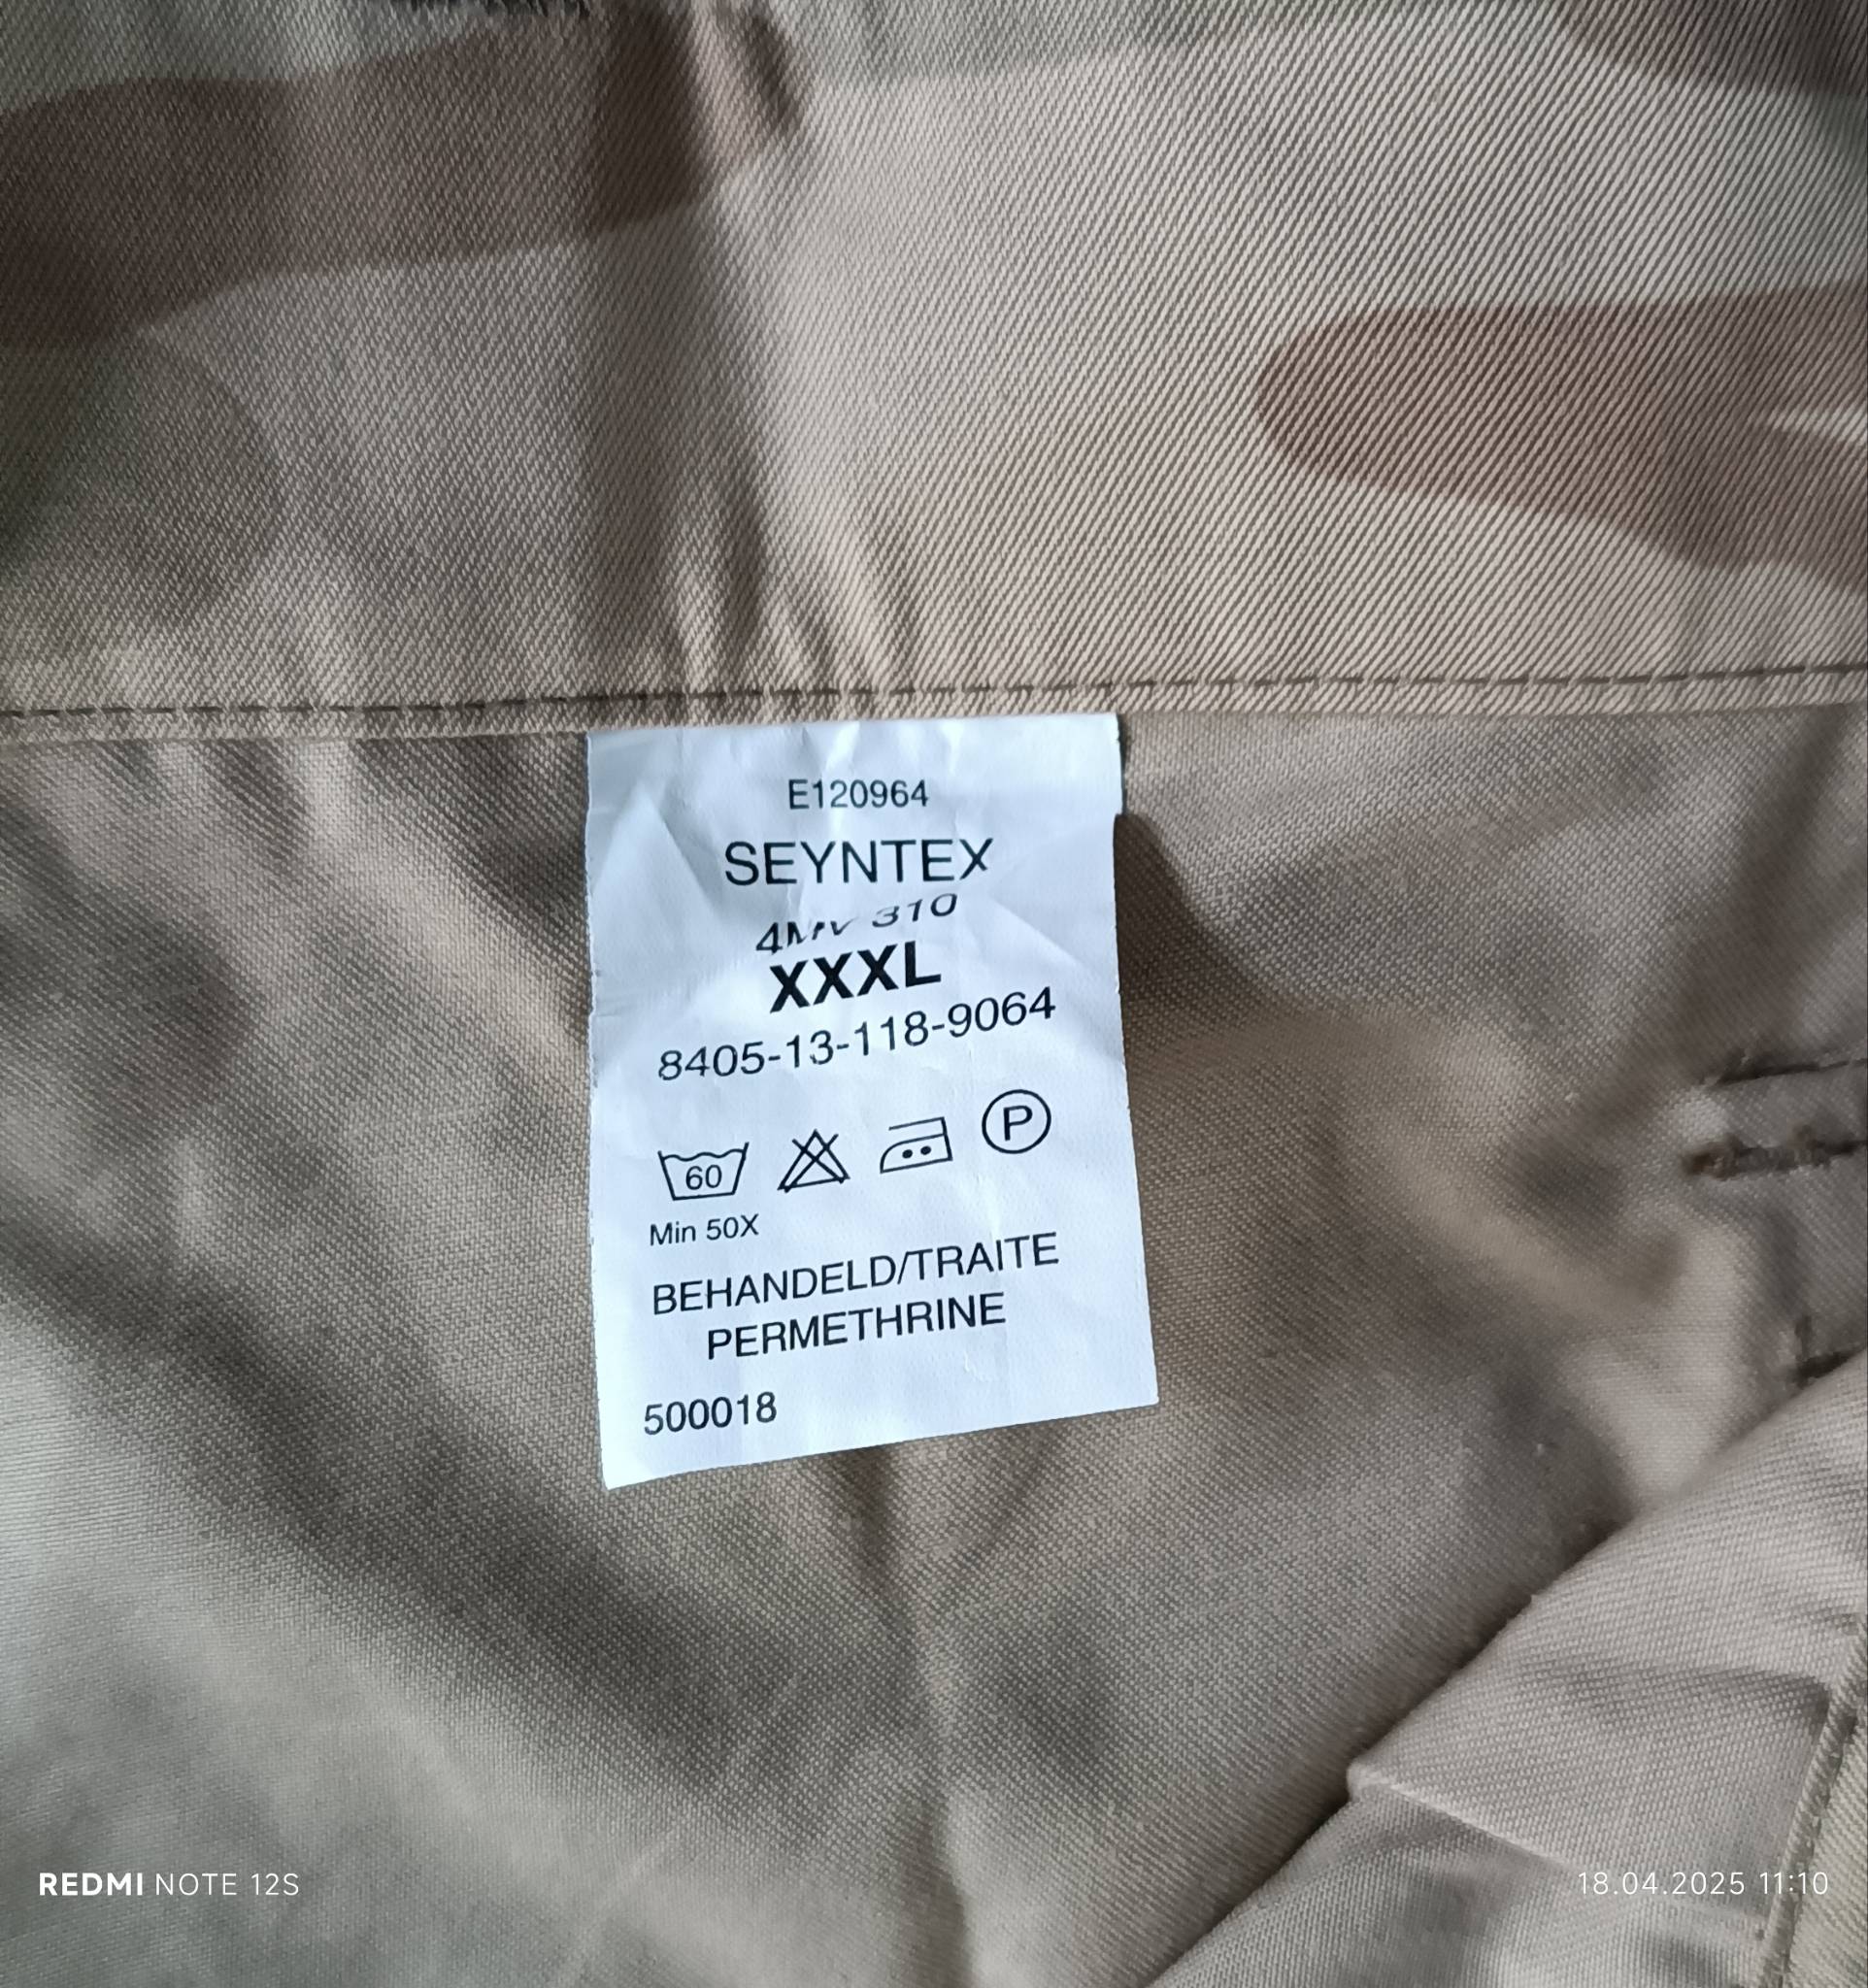 E120964
SEYNTEX
310
XXXL
8405-13-118-9064
60
P
Min 50X
BEHANDELD/TRAITE
PERMETHRINE
500018
REDMI NOTE 12S
18.04.2025 11:10